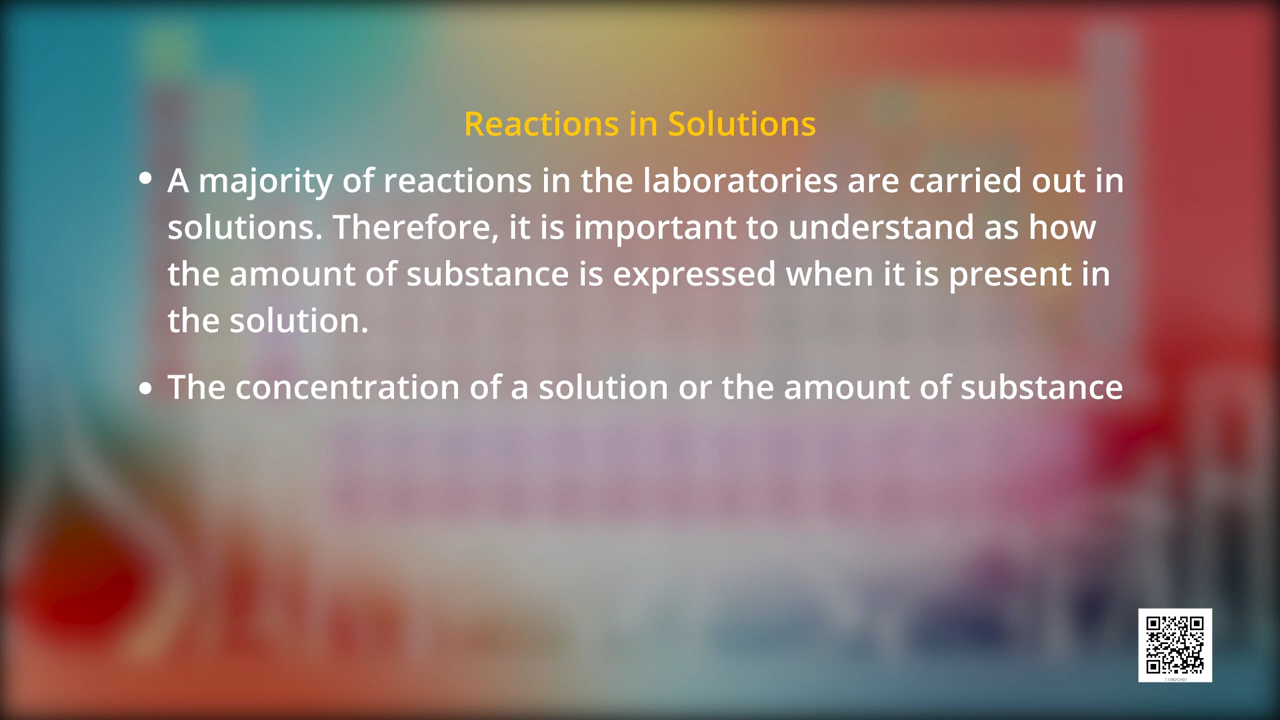 Reactions in Solutions
• A majority of reactions in the laboratories are carried out in
solutions. Therefore, it is important to understand as how
the amount of substance is expressed when it is present in
the solution.
• The concentration of a solution or the amount of substance